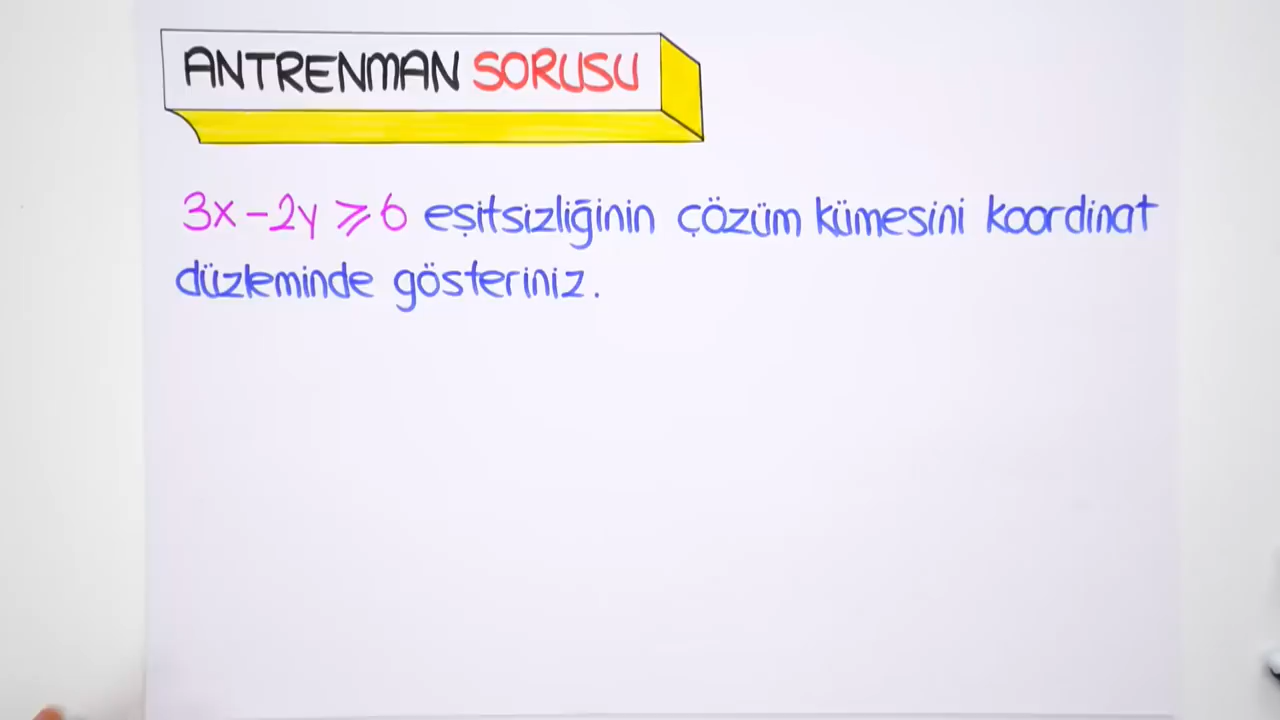 ANTRENMAN SORUSU
3x - 2y ⩾ 6 eşitsizliğinin çözüm kümesini koordinat
düzleminde gösteriniz.